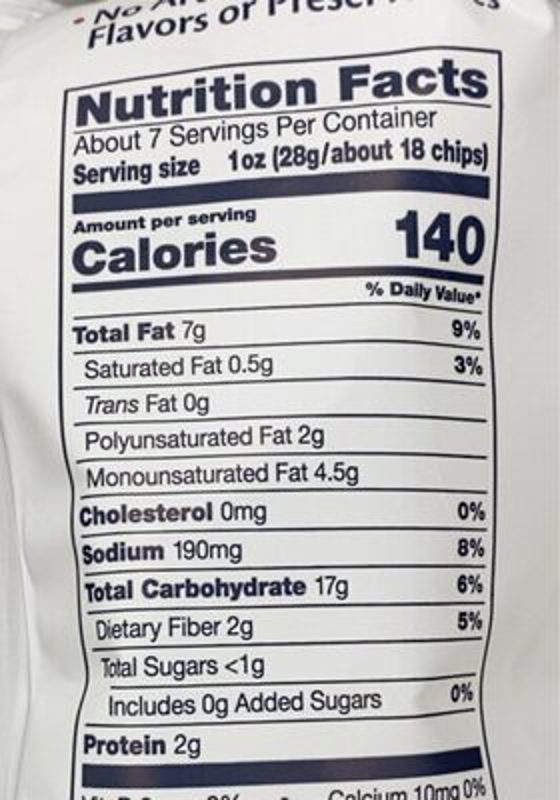 • No
Flavors or
Nutrition Facts
About 7 Servings Per Container
Serving size 1oz (28g/about 18 chips)
Amount per serving
Calories 140
% Daily Value*
Total Fat 7g 9%
Saturated Fat 0.5g 3%
Trans Fat 0g
Polyunsaturated Fat 2g
Monounsaturated Fat 4.5g
Cholesterol 0mg 0%
Sodium 190mg 8%
Total Carbohydrate 17g 6%
Dietary Fiber 2g 5%
Total Sugars <1g
Includes 0g Added Sugars 0%
Protein 2g
Calcium 10mg 0%